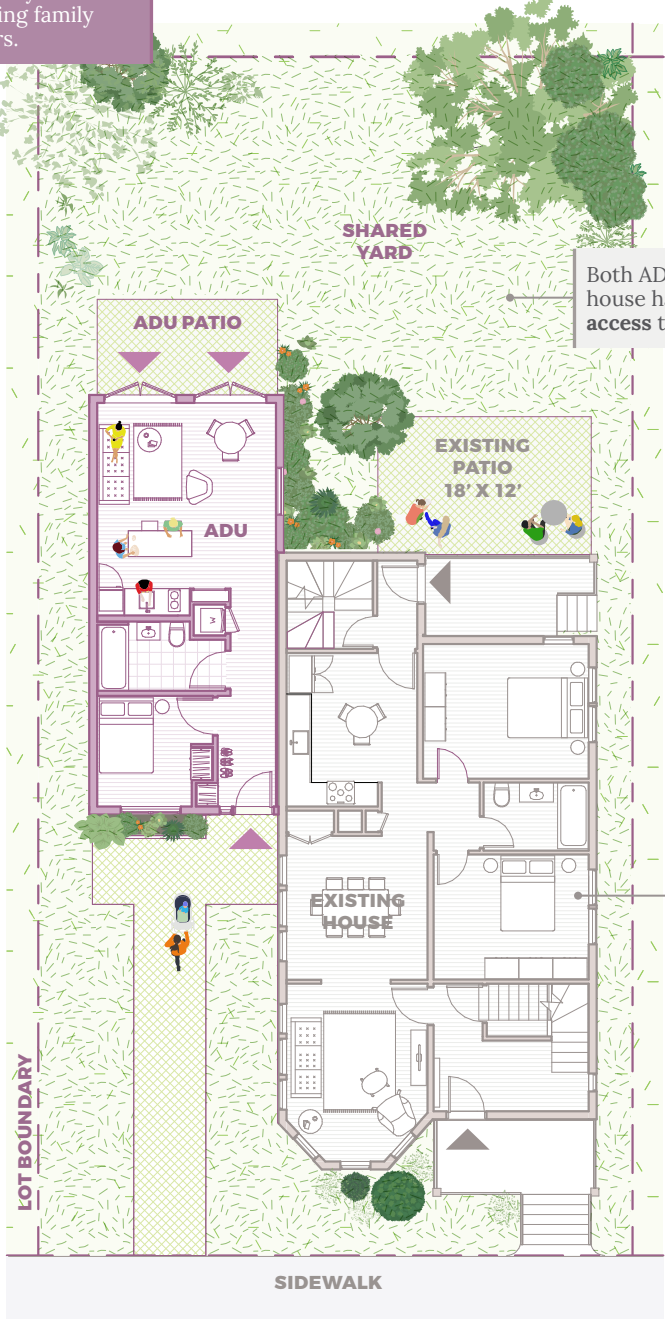 ing family
rs.
SHARED
YARD
Both AD
house h
access t
ADU PATIO
EXISTING
PATIO
18' X 12'
ADU
EXISTING
HOUSE
LOT BOUNDARY
SIDEWALK